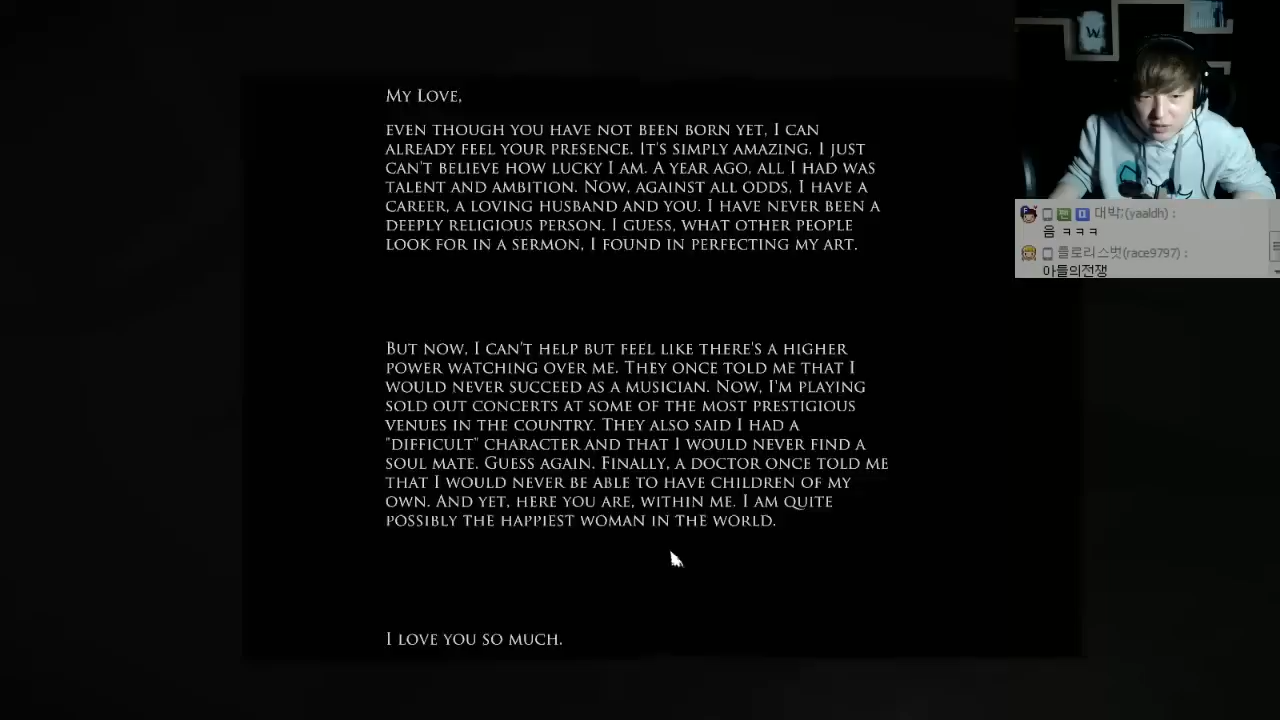 My Love,
even though you have not been born yet, I can
already feel your presence. It's simply amazing. I just
can't believe how lucky I am. A year ago, all I had was
talent and ambition. Now, against all odds, I have a
career, a loving husband and you. I have never been a
deeply religious person. I guess, what other people
look for in a sermon, I found in perfecting my art.
But now, I can't help but feel like there's a higher
power watching over me. They once told me that I
would never succeed as a musician. Now, I'm playing
sold out concerts at some of the most prestigious
venues in the country. They also said I had a
"difficult" character and that I would never find a
soul mate. Guess again. Finally, a doctor once told me
that I would never be able to have children of my
own. And yet, here you are, within me. I am quite
possibly the happiest woman in the world.
I love you so much.
W
대박;(yaaldh) :
음 ㅋㅋㅋ
플로리스벗(race9797) :
아들의전쟁